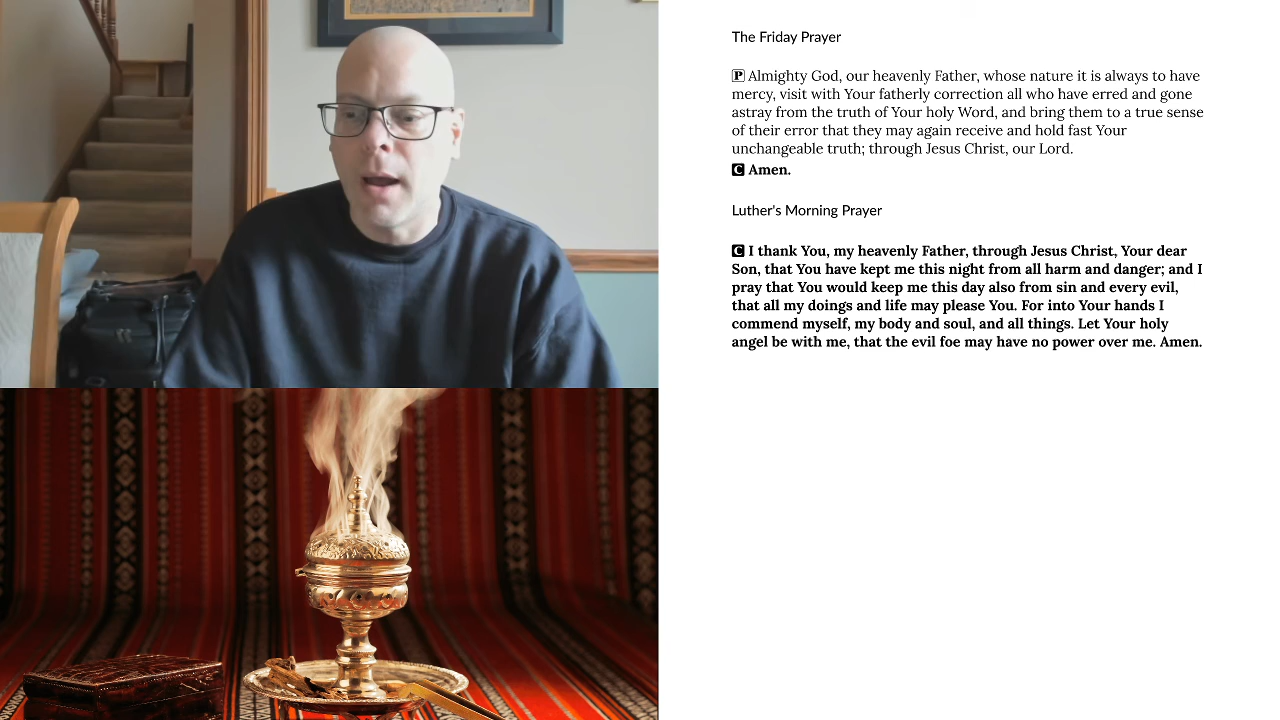 The Friday Prayer
P Almighty God, our heavenly Father, whose nature it is always to have
mercy, visit with Your fatherly correction all who have erred and gone
astray from the truth of Your holy Word, and bring them to a true sense
of their error that they may again receive and hold fast Your
unchangeable truth; through Jesus Christ, our Lord.
C Amen.
Luther's Morning Prayer
C I thank You, my heavenly Father, through Jesus Christ, Your dear
Son, that You have kept me this night from all harm and danger; and I
pray that You would keep me this day also from sin and every evil,
that all my doings and life may please You. For into Your hands I
commend myself, my body and soul, and all things. Let Your holy
angel be with me, that the evil foe may have no power over me. Amen.